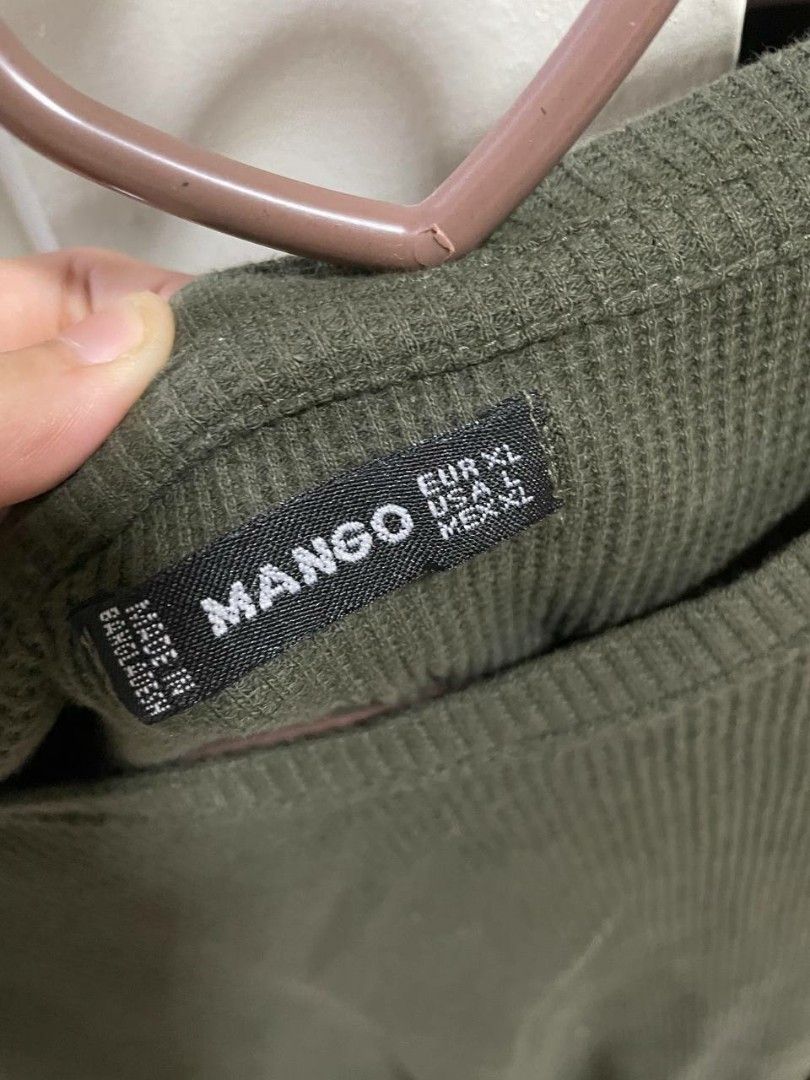 MADE IN
BANGLADESH
MANGO
EUR XL
USA L
MEX XL